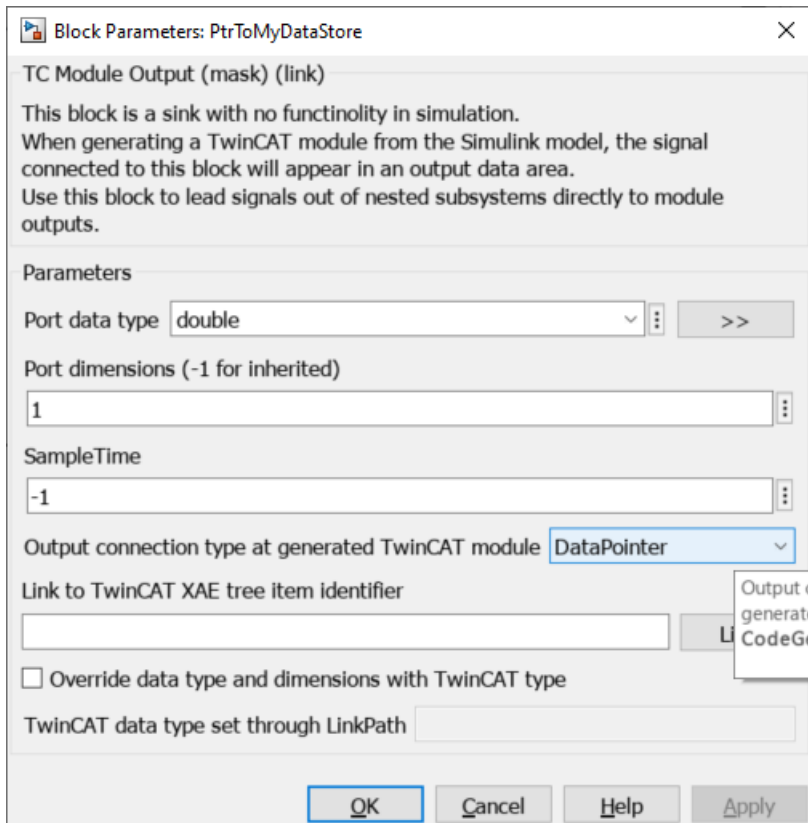 Block Parameters: PtrToMyDataStore
TC Module Output (mask) (link)
This block is a sink with no functinolity in simulation.
When generating a TwinCAT module from the Simulink model, the signal
connected to this block will appear in an output data area.
Use this block to lead signals out of nested subsystems directly to module
outputs.
Parameters
Port data type double >>
Port dimensions (-1 for inherited)
1
SampleTime
-1
Output connection type at generated TwinCAT module DataPointer
Link to TwinCAT XAE tree item identifier
Output
Override data type and dimensions with TwinCAT type
TwinCAT data type set through LinkPath
OK Cancel Help Apply